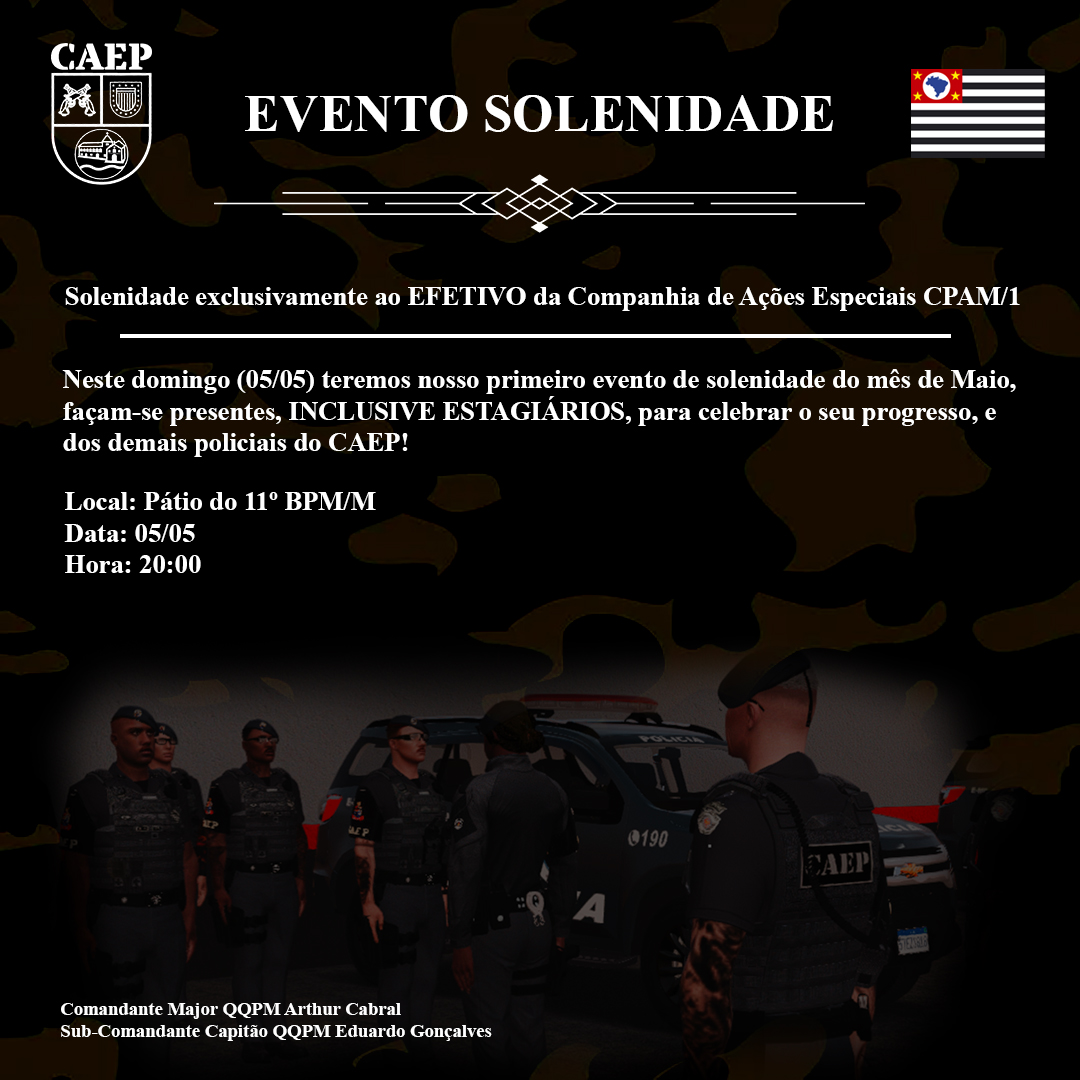 CAEP
EVENTO SOLENIDADE
Solenidade exclusivamente ao EFETIVO da Companhia de Ações Especiais CPAM/1
Neste domingo (05/05) teremos nosso primeiro evento de solenidade do mês de Maio,
façam-se presentes, INCLUSIVE ESTAGIÁRIOS, para celebrar o seu progresso, e
dos demais policiais do CAEP!
Local: Pátio do 11º BPM/M
Data: 05/05
Hora: 20:00
POLICIA
190
CAEP
Comandante Major QQPM Arthur Cabral
Sub-Comandante Capitão QQPM Eduardo Gonçalves